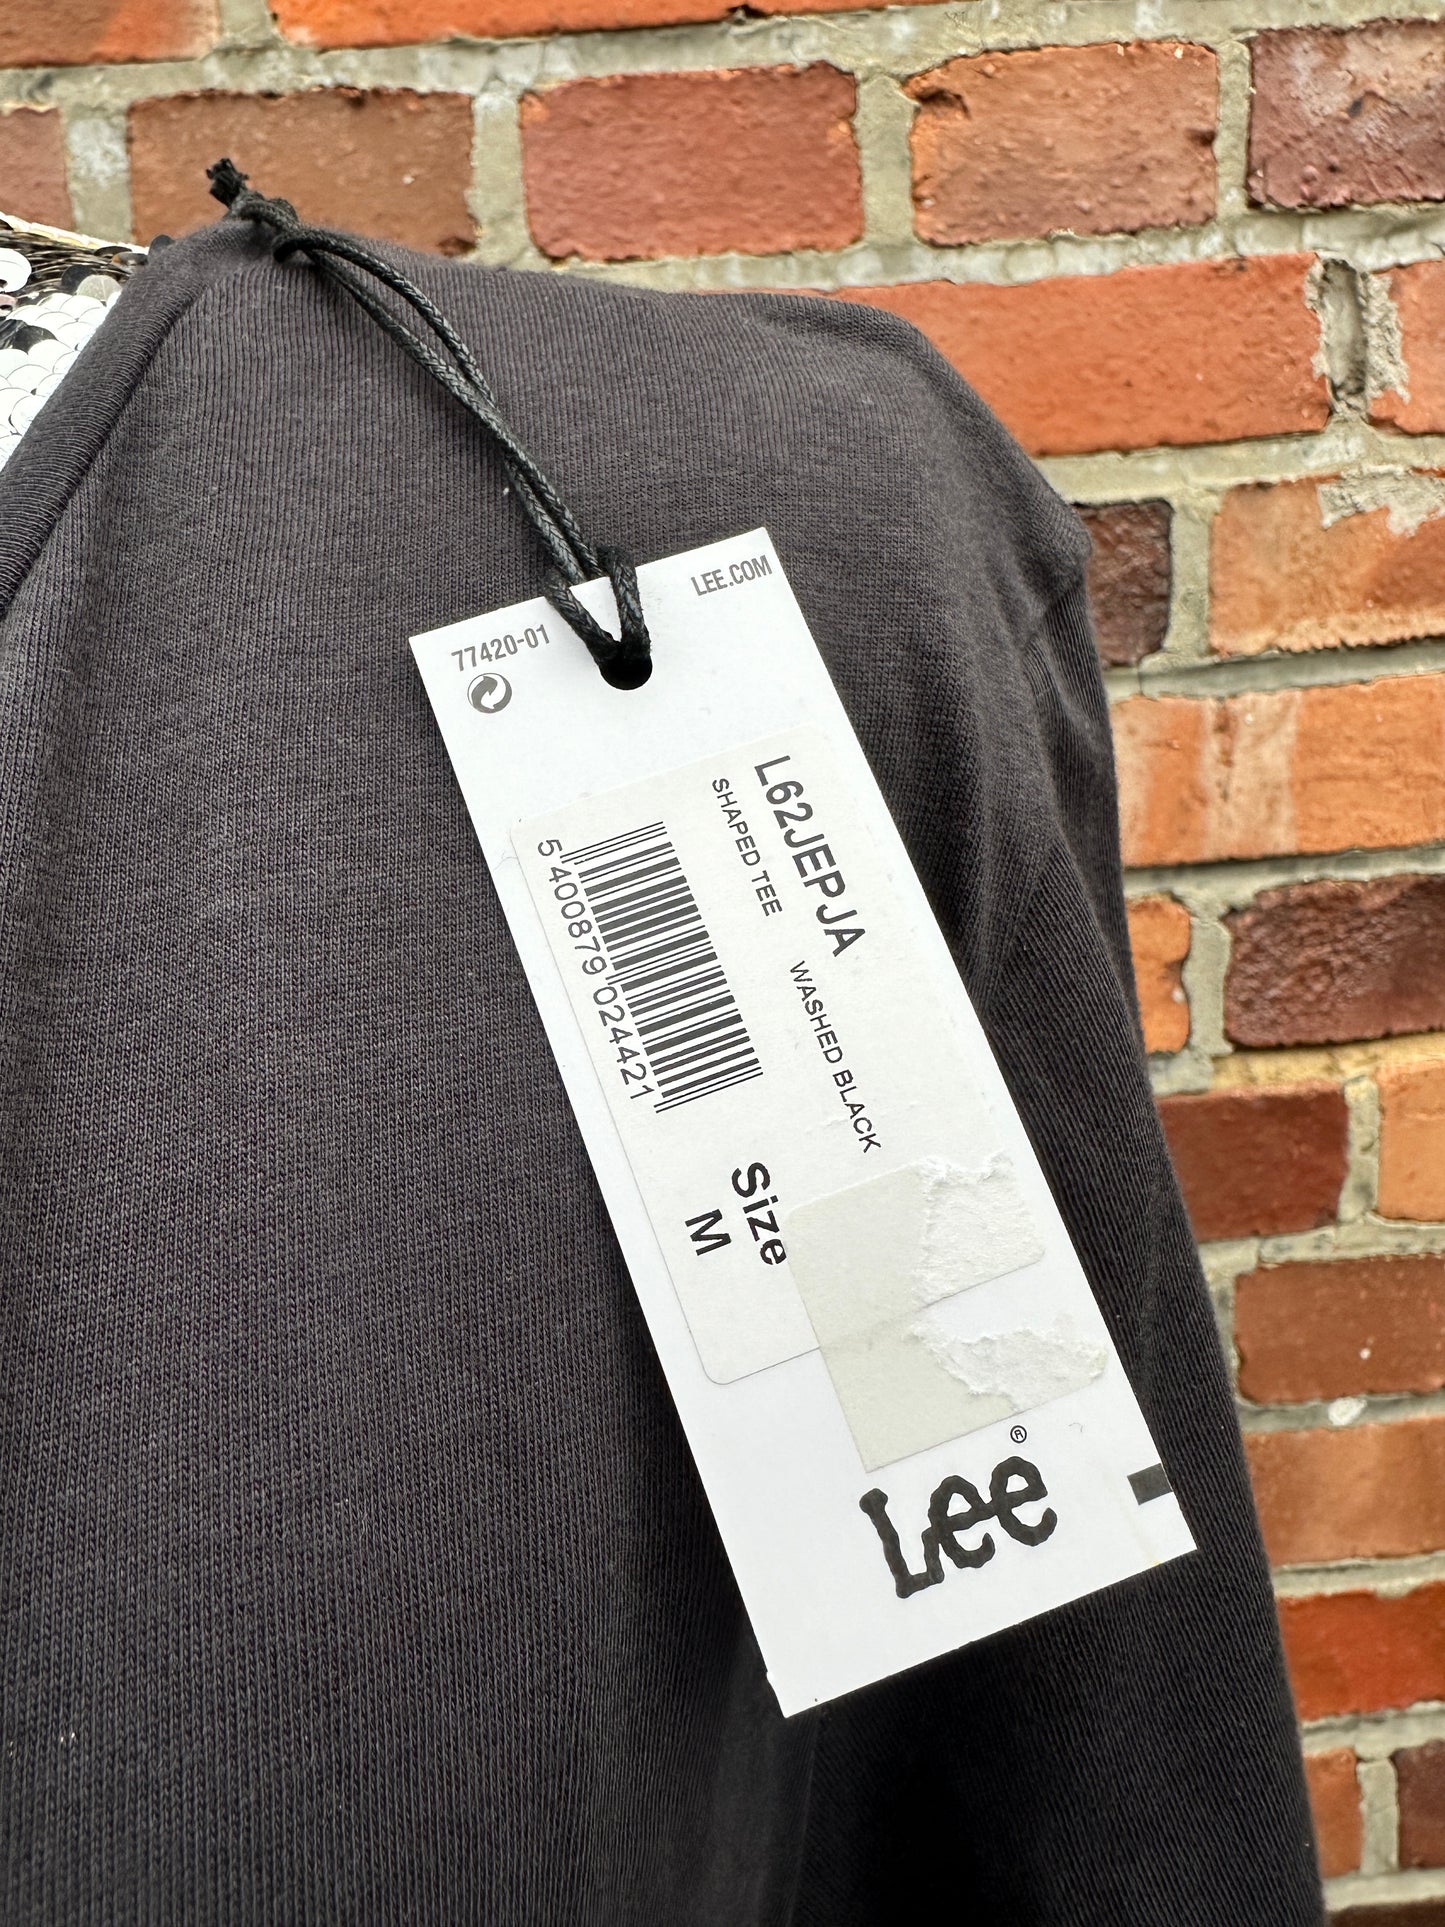 77420-01
LEE.COM
L62JEPJA
SHAPED TEE
WASHED BLACK
5 400879 024421
Size
M
Lee®